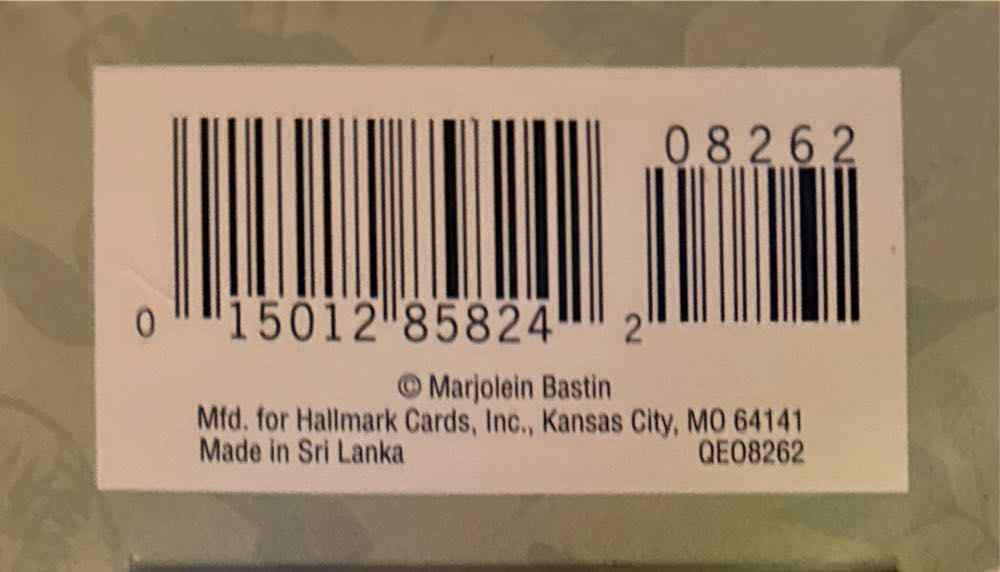 08262
0 15012 85824 2
© Marjolein Bastin
Mfd. for Hallmark Cards, Inc., Kansas City, MO 64141
Made in Sri Lanka QEO8262